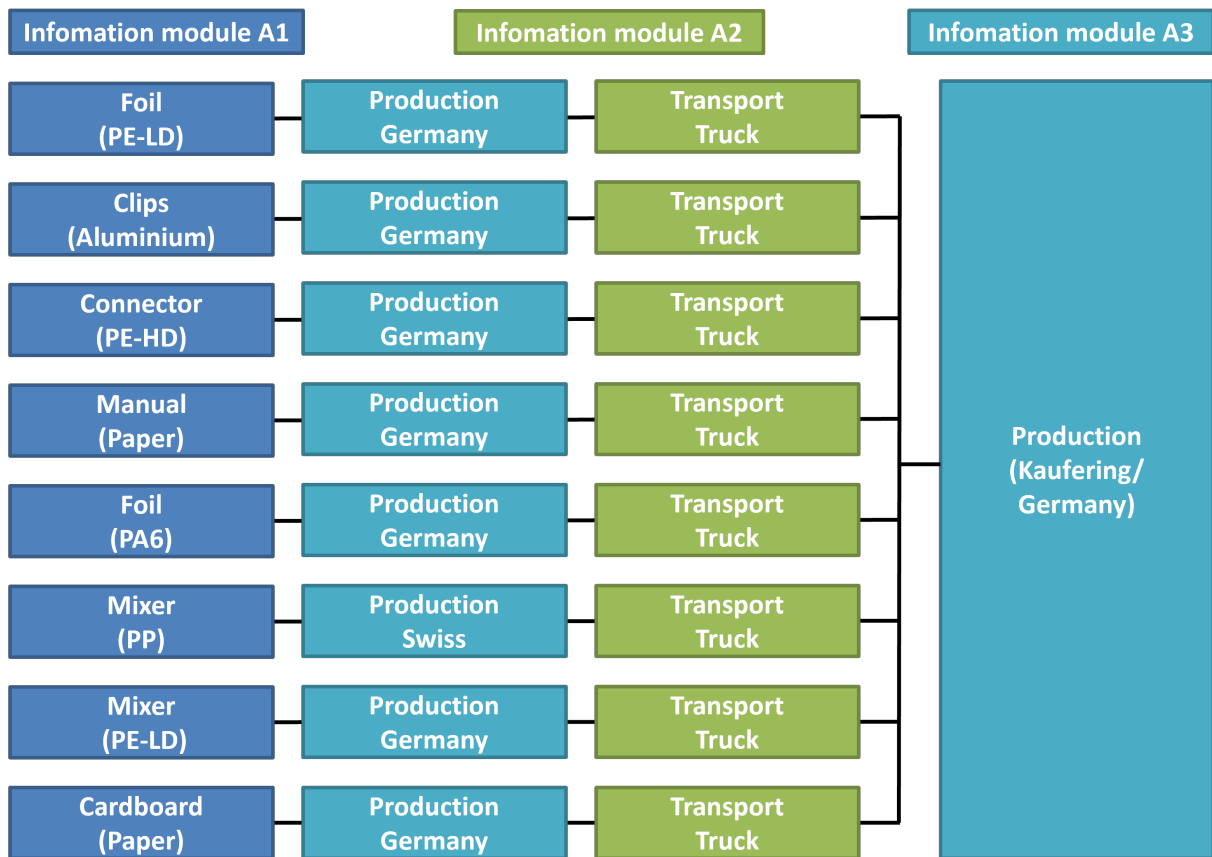 Infomation module A1
Infomation module A2
Infomation module A3
Foil
(PE-LD)
Production
Germany
Transport
Truck
Clips
(Aluminium)
Production
Germany
Transport
Truck
Connector
(PE-HD)
Production
Germany
Transport
Truck
Manual
(Paper)
Production
Germany
Transport
Truck
Foil
(PA6)
Production
Germany
Transport
Truck
Mixer
(PP)
Production
Swiss
Transport
Truck
Mixer
(PE-LD)
Production
Germany
Transport
Truck
Cardboard
(Paper)
Production
Germany
Transport
Truck
Production
(Kaufering/
Germany)